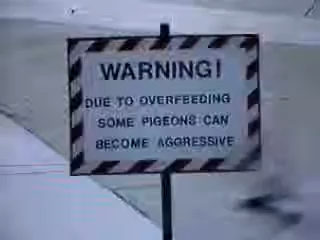 WARNING!
DUE TO OVERFEEDING
SOME PIGEONS CAN
BECOME AGGRESSIVE